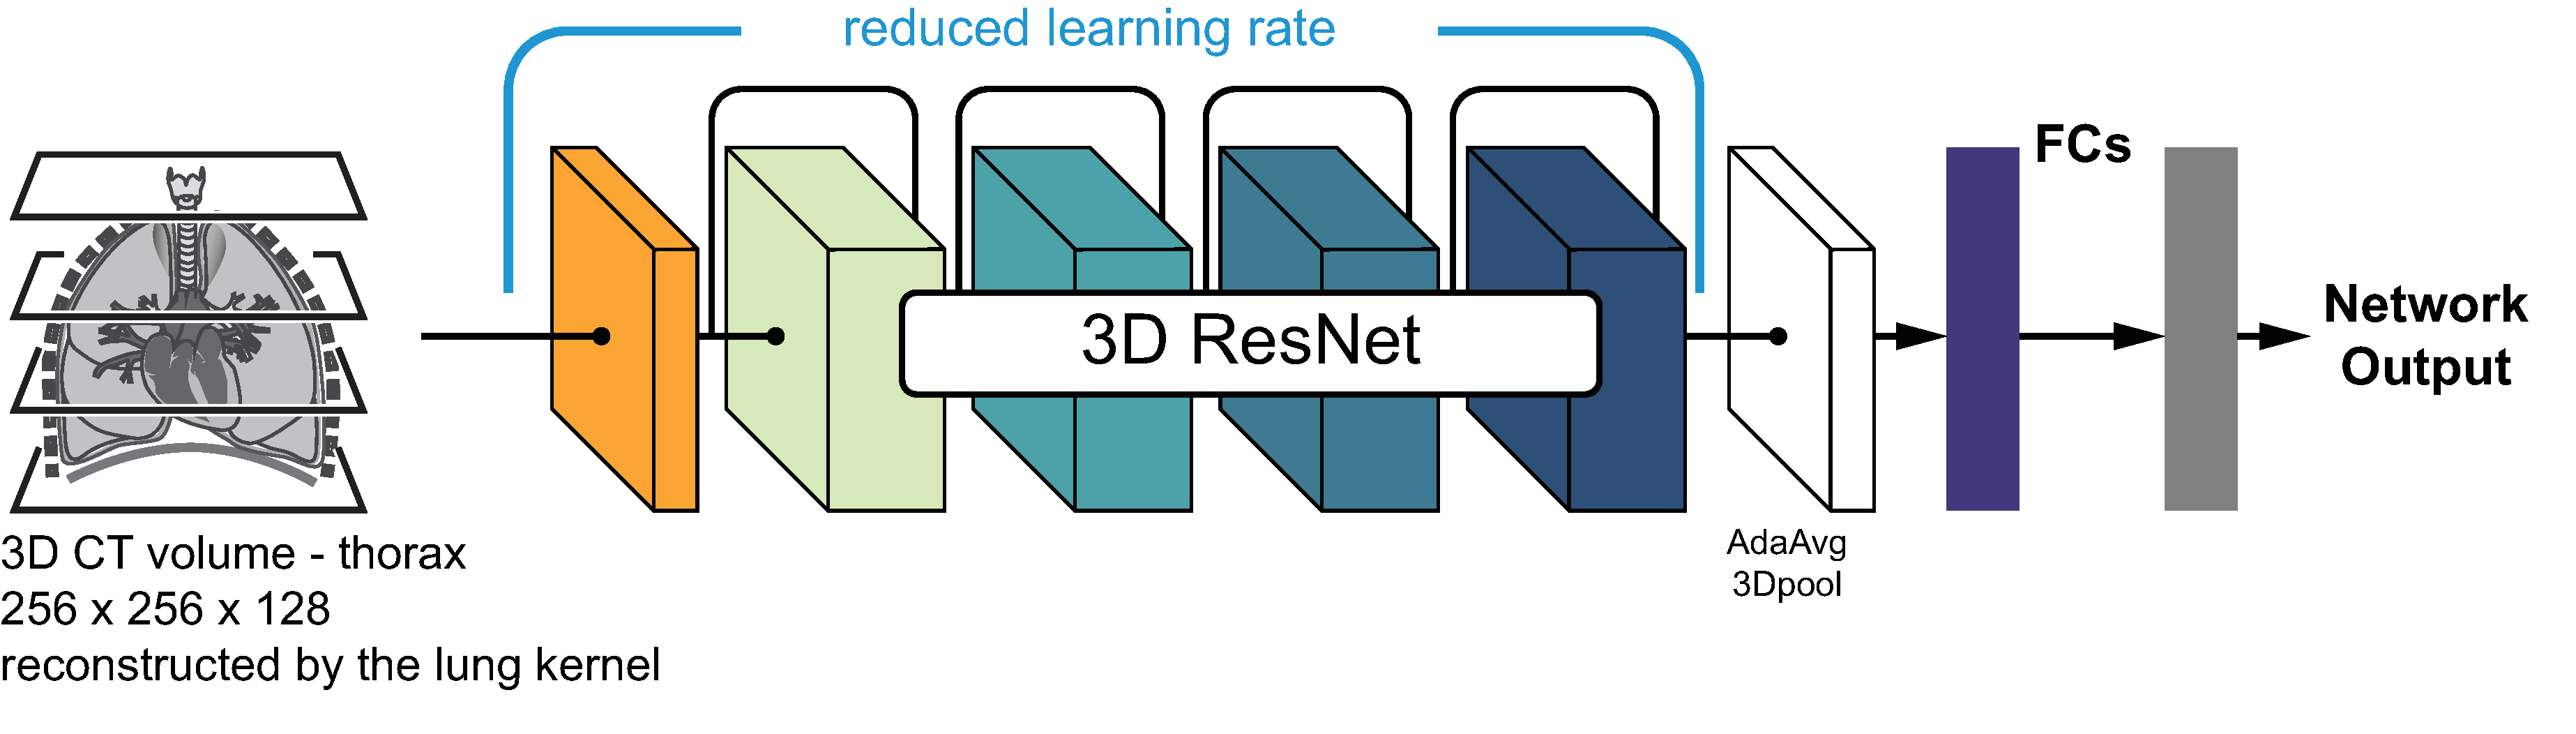 reduced learning rate
FCs
3D ResNet
Network
Output
AdaAvg
3Dpool
3D CT volume - thorax
256 x 256 x 128
reconstructed by the lung kernel